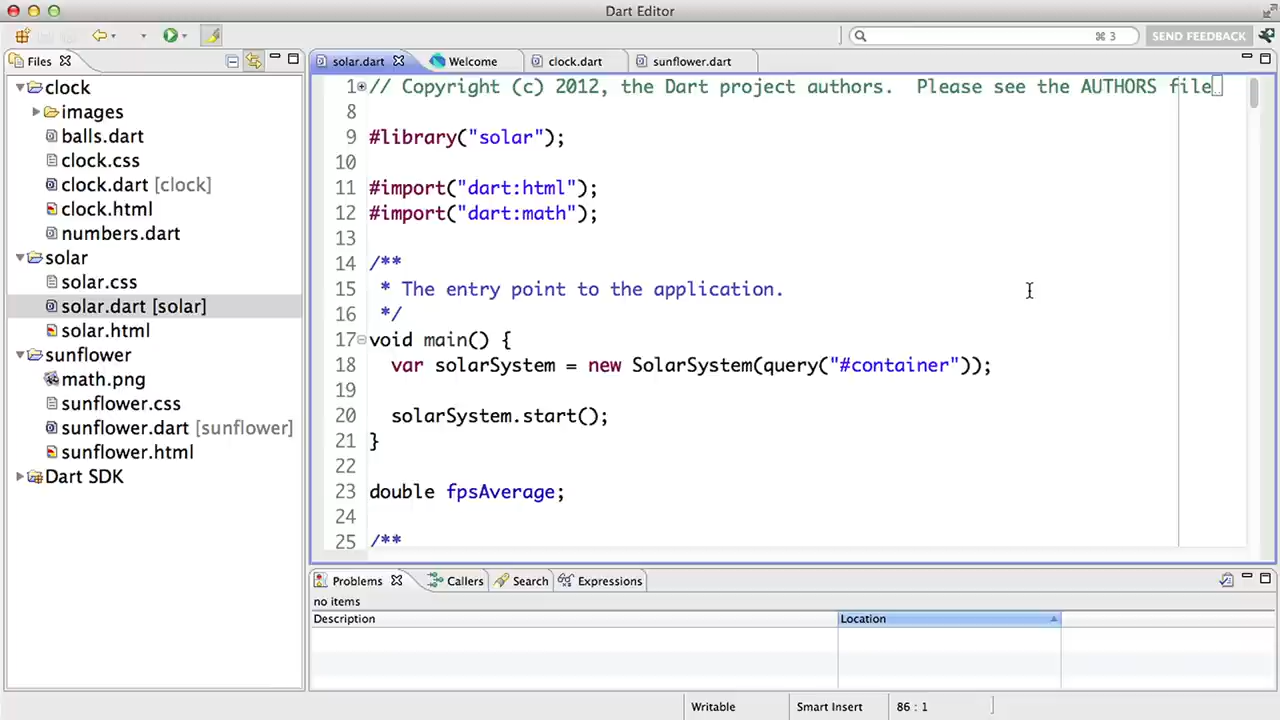 Dart Editor
⌘ 3
SEND FEEDBACK
Files
clock
images
balls.dart
clock.css
clock.dart [clock]
clock.html
numbers.dart
solar
solar.css
solar.dart [solar]
solar.html
sunflower
math.png
sunflower.css
sunflower.dart [sunflower]
sunflower.html
Dart SDK
solar.dart
Welcome
clock.dart
sunflower.dart
1 // Copyright (c) 2012, the Dart project authors.  Please see the AUTHORS file
8
9 #library("solar");
10
11 #import("dart:html");
12 #import("dart:math");
13
14 /**
15  * The entry point to the application.
16  */
17 void main() {
18   var solarSystem = new SolarSystem(query("#container"));
19
20   solarSystem.start();
21 }
22
23 double fpsAverage;
24
25 /**
Problems
Callers
Search
Expressions
no items
Description
Location
Writable
Smart Insert
86 : 1